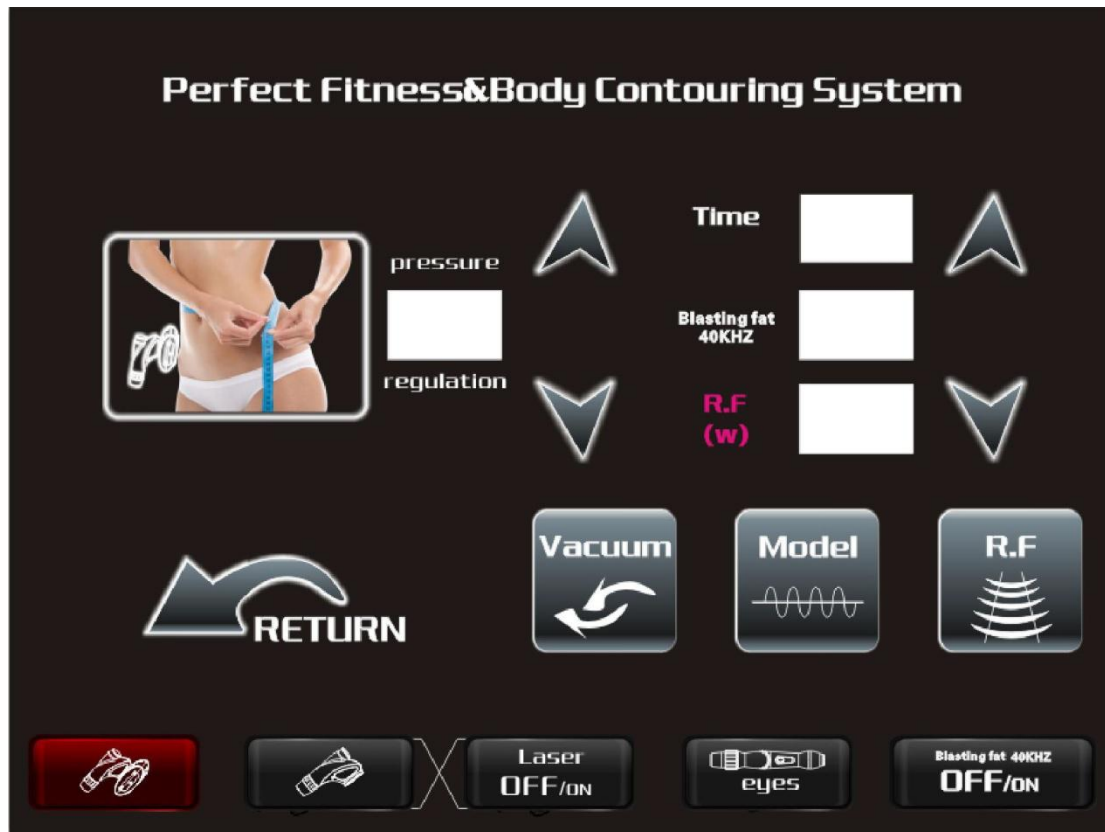 Perfect Fitness&Body Contouring System
pressure
regulation
Time
Blasting fat
40KHZ
R.F
(w)
RETURN
Vacuum
Model
R.F
Laser
OFF/ON
eyes
Blasting fat 40KHZ
OFF/ON